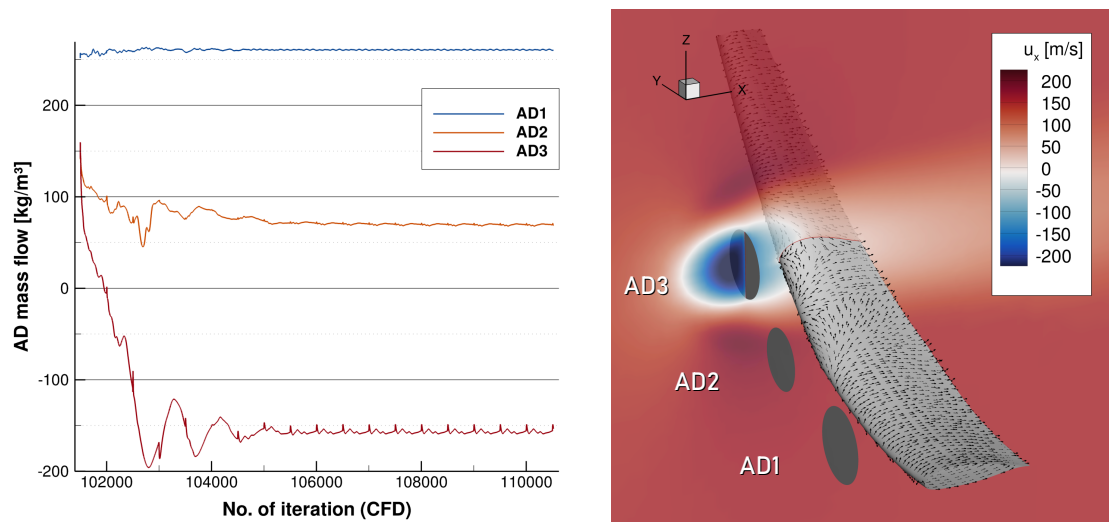 AD mass flow [kg/m³]
200
100
0
-100
-200
102000 104000 106000 108000 110000
No. of iteration (CFD)
AD1
AD2
AD3
Z
Y
X
u_x [m/s]
200
150
100
50
0
-50
-100
-150
-200
AD3
AD2
AD1